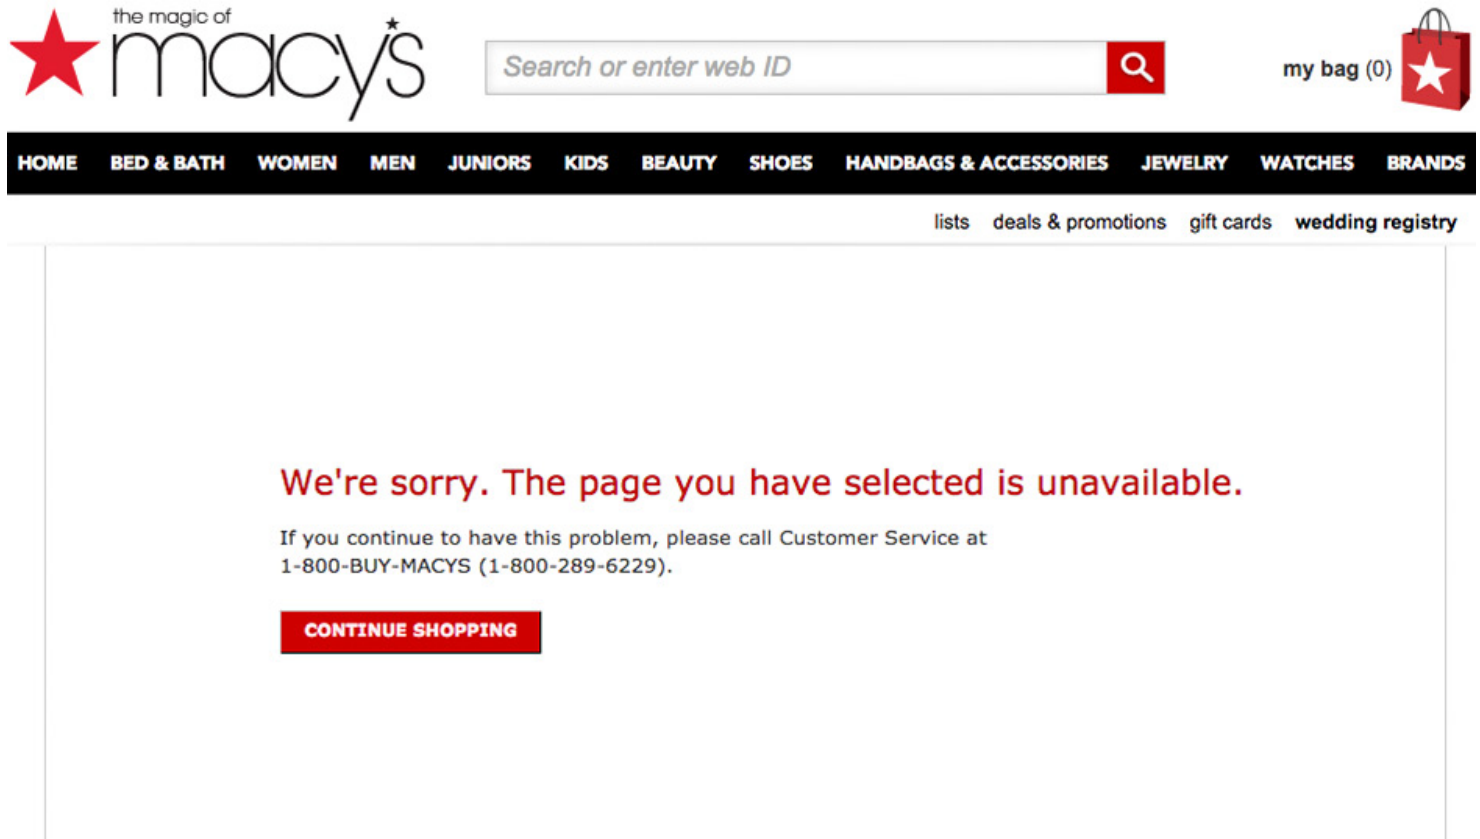 the magic of
macy's
Search or enter web ID
my bag (0)
HOME BED & BATH WOMEN MEN JUNIORS KIDS BEAUTY SHOES HANDBAGS & ACCESSORIES JEWELRY WATCHES BRANDS
lists deals & promotions gift cards wedding registry
We're sorry. The page you have selected is unavailable.
If you continue to have this problem, please call Customer Service at
1-800-BUY-MACYS (1-800-289-6229).
CONTINUE SHOPPING